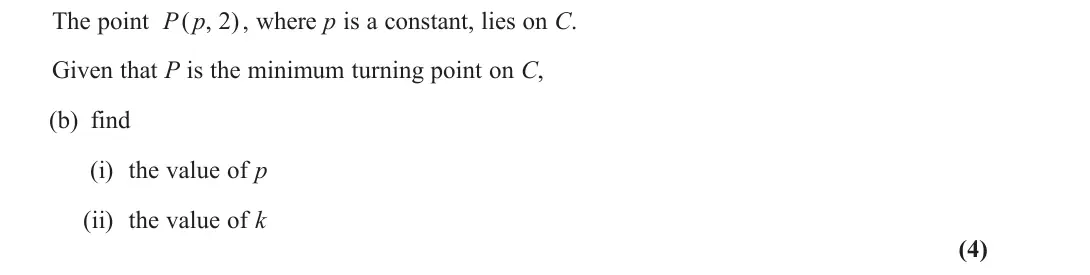 The point P(p, 2), where p is a constant, lies on C.
Given that P is the minimum turning point on C,
(b) find
(i) the value of p
(ii) the value of k
(4)